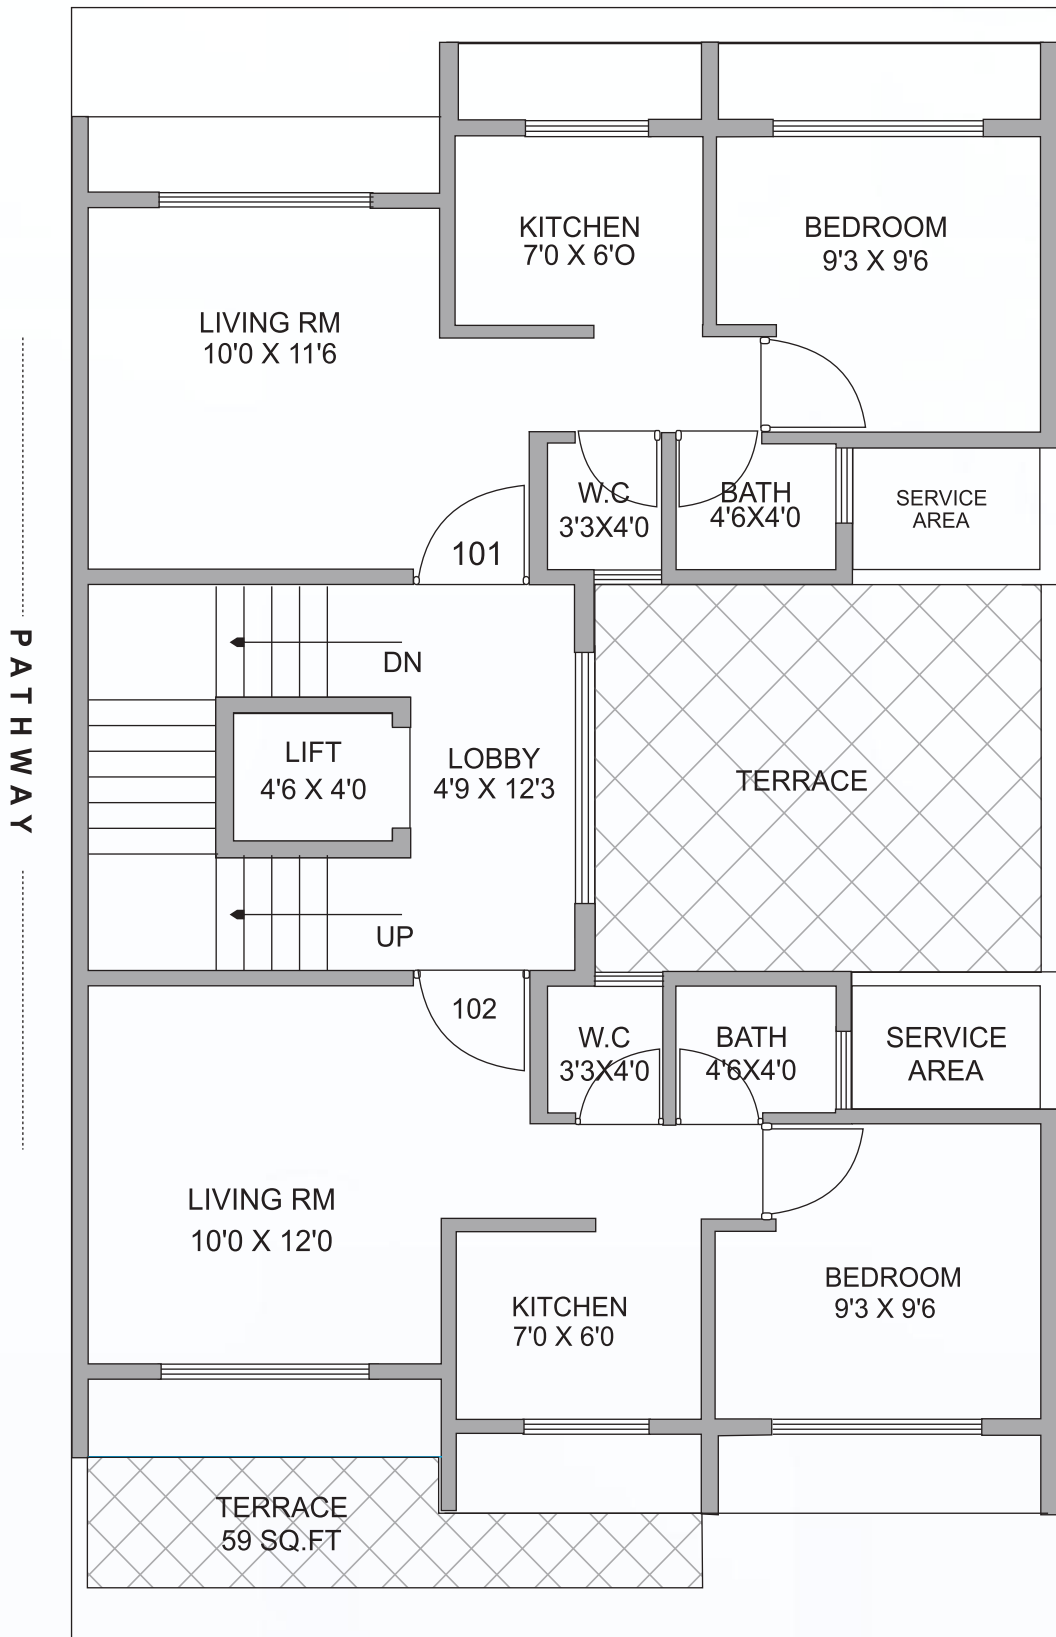 KITCHEN
7'0 X 6'O
BEDROOM
9'3 X 9'6
LIVING RM
10'0 X 11'6
W.C
3'3X4'0
BATH
4'6X4'0
SERVICE
AREA
101
DN
LIFT
4'6 X 4'0
LOBBY
4'9 X 12'3
TERRACE
PATHWAY
UP
102
W.C
3'3X4'0
BATH
4'6X4'0
SERVICE
AREA
LIVING RM
10'0 X 12'0
KITCHEN
7'0 X 6'0
BEDROOM
9'3 X 9'6
TERRACE
59 SQ.FT